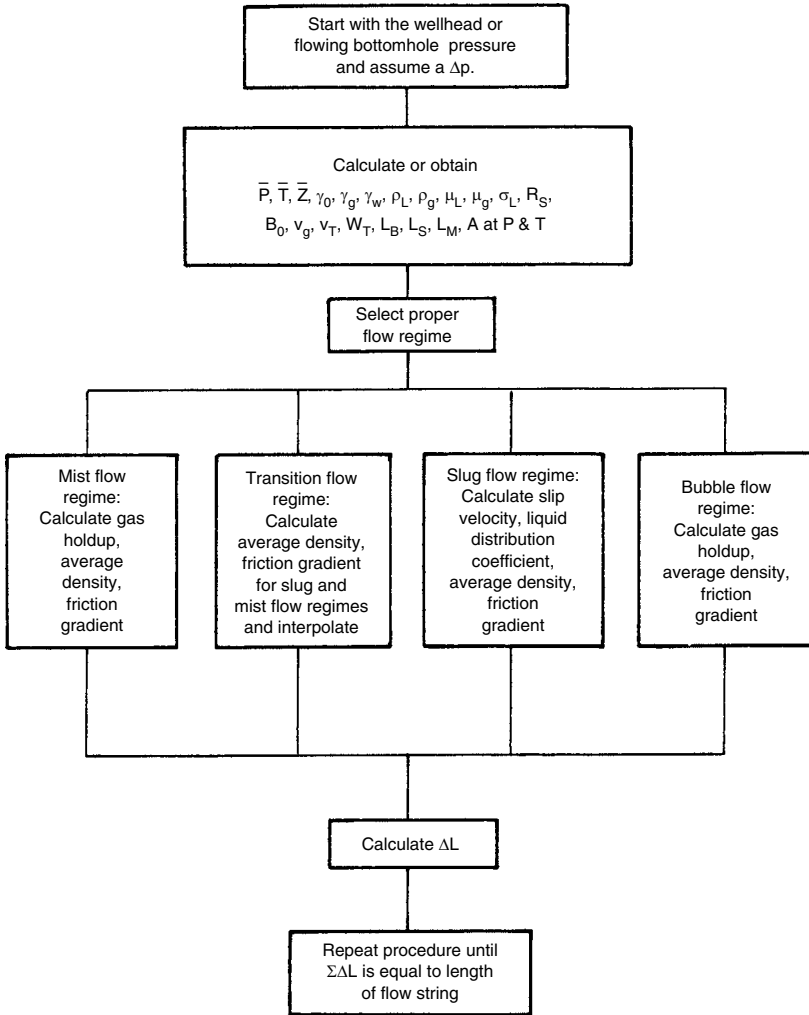 Start with the wellhead or
flowing bottomhole pressure
and assume a Δp.
Calculate or obtain
P̅, T̅, Z̅, γ₀, γg, γw, ρL, ρg, μL, μg, σL, RS,
B₀, vg, vT, WT, LB, LS, LM, A at P & T
Select proper
flow regime
Mist flow
regime:
Calculate gas
holdup,
average
density,
friction
gradient
Transition flow
regime:
Calculate
average density,
friction gradient
for slug and
mist flow regimes
and interpolate
Slug flow regime:
Calculate slip
velocity, liquid
distribution
coefficient,
average density,
friction
gradient
Bubble flow
regime:
Calculate gas
holdup,
average density,
friction
gradient
Calculate ΔL
Repeat procedure until
ΣΔL is equal to length
of flow string